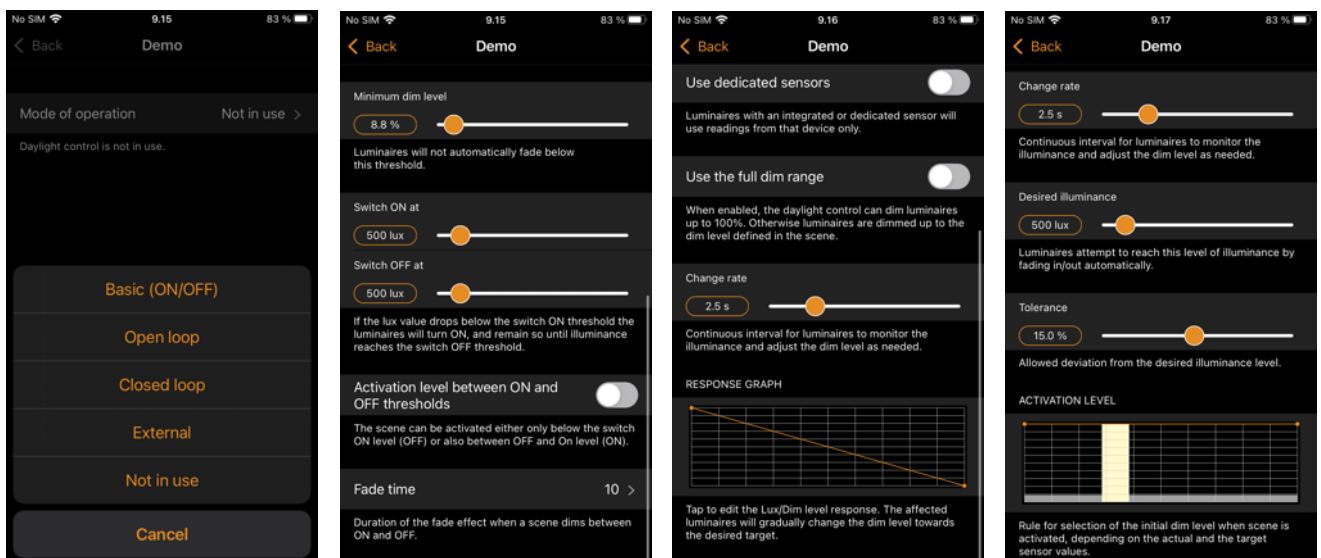 No SIM 9.15 83 %
Back Demo
Mode of operation Not in use >
Daylight control is not in use.
Basic (ON/OFF)
Open loop
Closed loop
External
Not in use
Cancel
No SIM 9.15 83 %
Back Demo
Minimum dim level
8.8 %
Luminaires will not automatically fade below
this threshold.
Switch ON at
500 lux
Switch OFF at
500 lux
If the lux value drops below the switch ON threshold the
luminaires will turn ON, and remain so until illuminance
reaches the switch OFF threshold.
Activation level between ON and
OFF thresholds
The scene can be activated either only below the switch
ON level (OFF) or also between OFF and On level (ON).
Fade time 10 >
Duration of the fade effect when a scene dims between
ON and OFF.
No SIM 9.16 83 %
Back Demo
Use dedicated sensors
Luminaires with an integrated or dedicated sensor will
use readings from that device only.
Use the full dim range
When enabled, the daylight control can dim luminaires
up to 100%. Otherwise luminaires are dimmed up to the
dim level defined in the scene.
Change rate
2.5 s
Continuous interval for luminaires to monitor the
illuminance and adjust the dim level as needed.
RESPONSE GRAPH
Tap to edit the Lux/Dim level response. The affected
luminaires will gradually change the dim level towards
the desired target.
No SIM 9.17 83 %
Back Demo
Change rate
2.5 s
Continuous interval for luminaires to monitor the
illuminance and adjust the dim level as needed.
Desired illuminance
500 lux
Luminaires attempt to reach this level of illuminance by
fading in/out automatically.
Tolerance
15.0 %
Allowed deviation from the desired illuminance level.
ACTIVATION LEVEL
Rule for selection of the initial dim level when scene is
activated, depending on the actual and the target
sensor values.